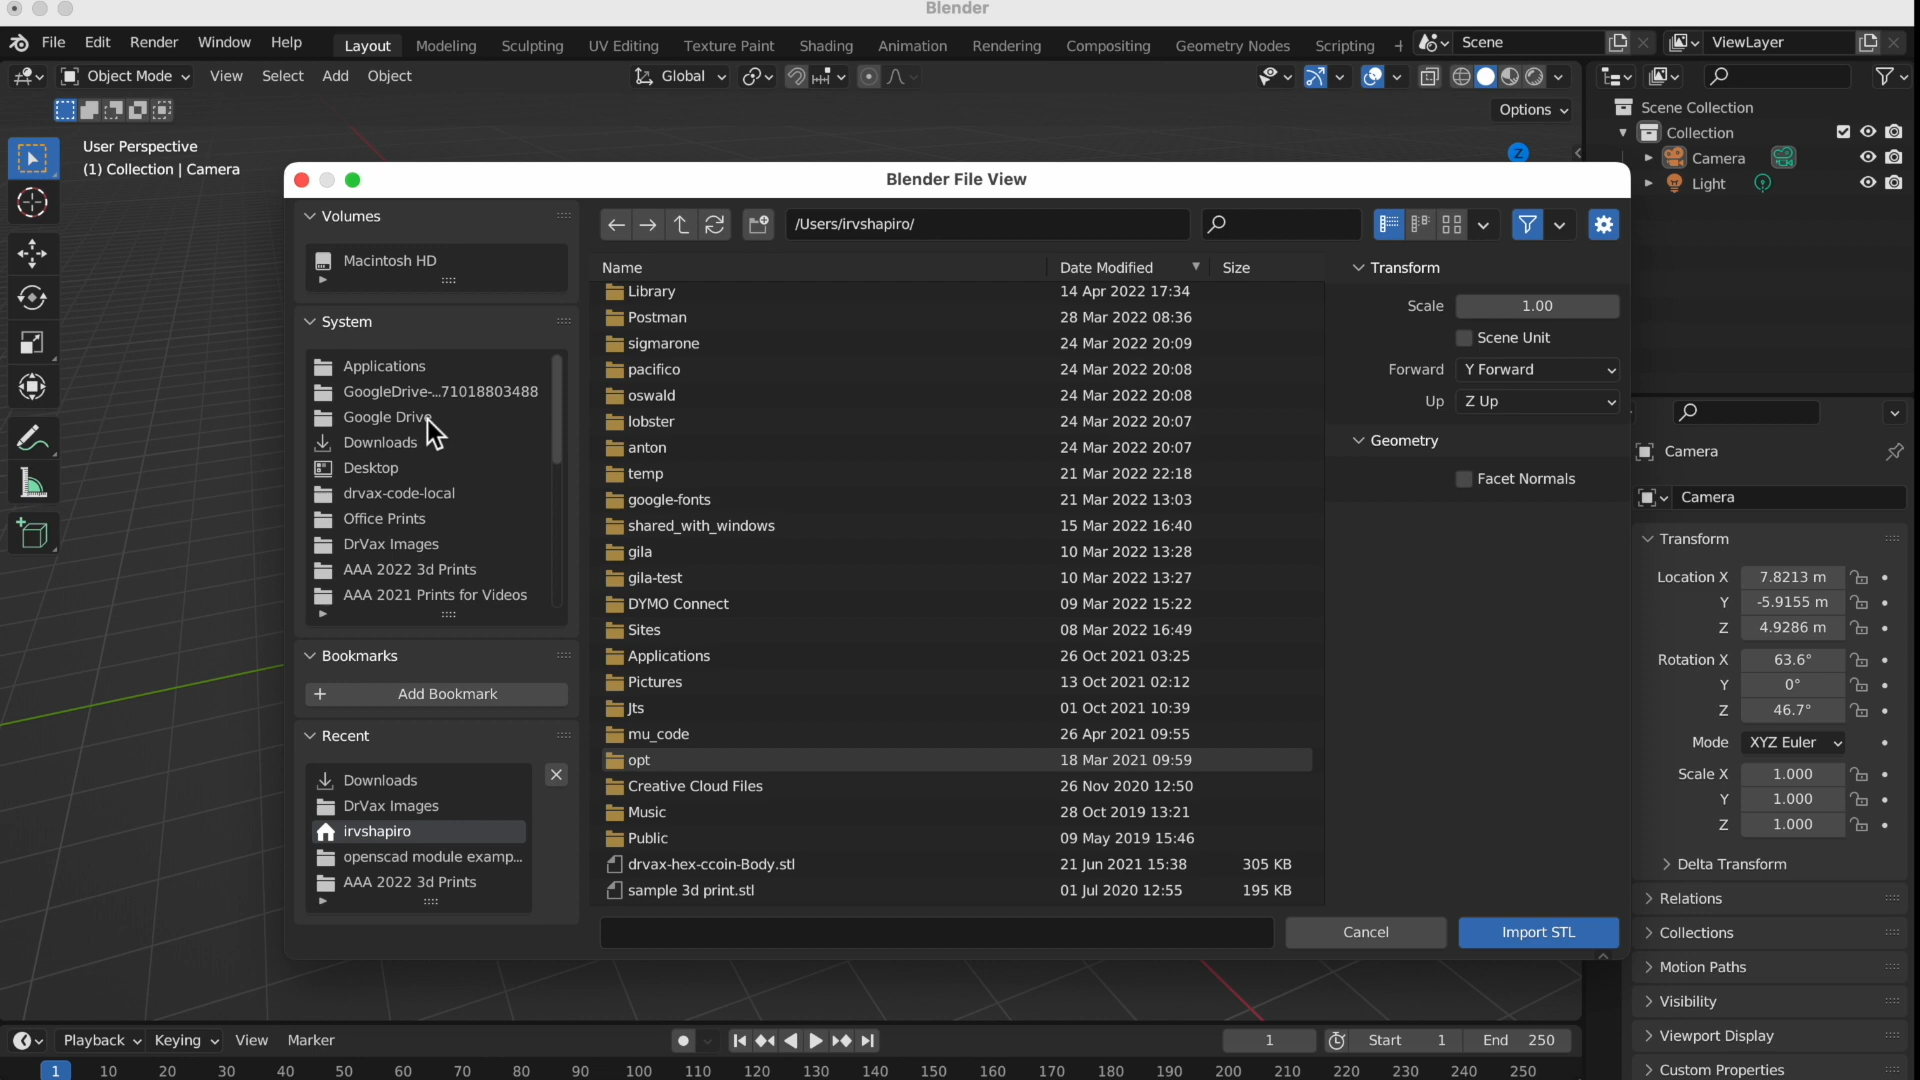 Blender
File Edit Render Window Help Layout Modeling Sculpting UV Editing Texture Paint Shading Animation Rendering Compositing Geometry Nodes Scripting + Scene ViewLayer
Object Mode View Select Add Object Global
Options
User Perspective
(1) Collection | Camera
Z
Scene Collection
Collection
Camera
Light
Blender File View
Volumes
Macintosh HD
System
Applications
GoogleDrive-...71018803488
Google Drive
Downloads
Desktop
drvax-code-local
Office Prints
DrVax Images
AAA 2022 3d Prints
AAA 2021 Prints for Videos
Bookmarks
+ Add Bookmark
Recent
Downloads
DrVax Images
irvshapiro
openscad module examp...
AAA 2022 3d Prints
/Users/irvshapiro/
Name Date Modified Size
Library 14 Apr 2022 17:34
Postman 28 Mar 2022 08:36
sigmarone 24 Mar 2022 20:09
pacifico 24 Mar 2022 20:08
oswald 24 Mar 2022 20:08
lobster 24 Mar 2022 20:07
anton 24 Mar 2022 20:07
temp 21 Mar 2022 22:18
google-fonts 21 Mar 2022 13:03
shared_with_windows 15 Mar 2022 16:40
gila 10 Mar 2022 13:28
gila-test 10 Mar 2022 13:27
DYMO Connect 09 Mar 2022 15:22
Sites 08 Mar 2022 16:49
Applications 26 Oct 2021 03:25
Pictures 13 Oct 2021 02:12
Jts 01 Oct 2021 10:39
mu_code 26 Apr 2021 09:55
opt 18 Mar 2021 09:59
Creative Cloud Files 26 Nov 2020 12:50
Music 28 Oct 2019 13:21
Public 09 May 2019 15:46
drvax-hex-ccoin-Body.stl 21 Jun 2021 15:38 305 KB
sample 3d print.stl 01 Jul 2020 12:55 195 KB
Transform
Scale 1.00
Scene Unit
Forward Y Forward
Up Z Up
Geometry
Facet Normals
Cancel Import STL
Camera
Camera
Transform
Location X 7.8213 m
Y -5.9155 m
Z 4.9286 m
Rotation X 63.6°
Y 0°
Z 46.7°
Mode XYZ Euler
Scale X 1.000
Y 1.000
Z 1.000
Delta Transform
Relations
Collections
Motion Paths
Visibility
Viewport Display
Custom Properties
Playback Keying View Marker 1 Start 1 End 250
1 10 20 30 40 50 60 70 80 90 100 110 120 130 140 150 160 170 180 190 200 210 220 230 240 250